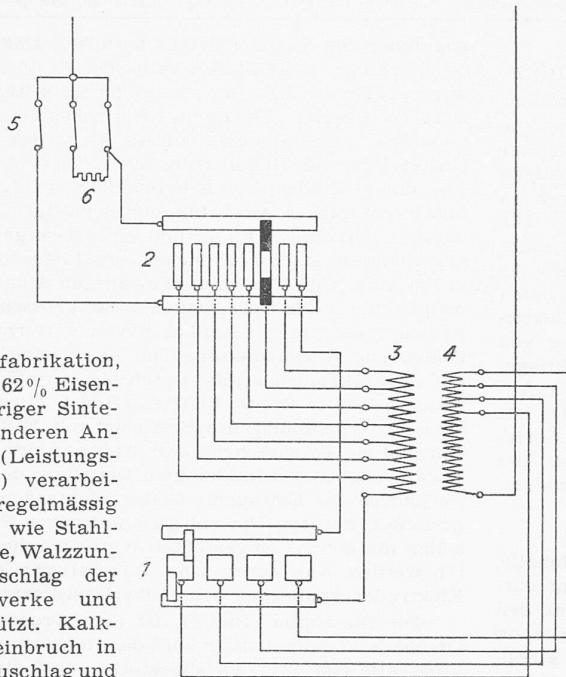 5
6
2
3 4
1
fabrikation,
62% Eisen-
riger Sinte-
nderen An-
(Leistungs-
) verarbei-
regelmässig
wie Stahl-
e, Walzzun-
schlag der
werke und
ützt. Kalk-
einbruch in
uschlag und